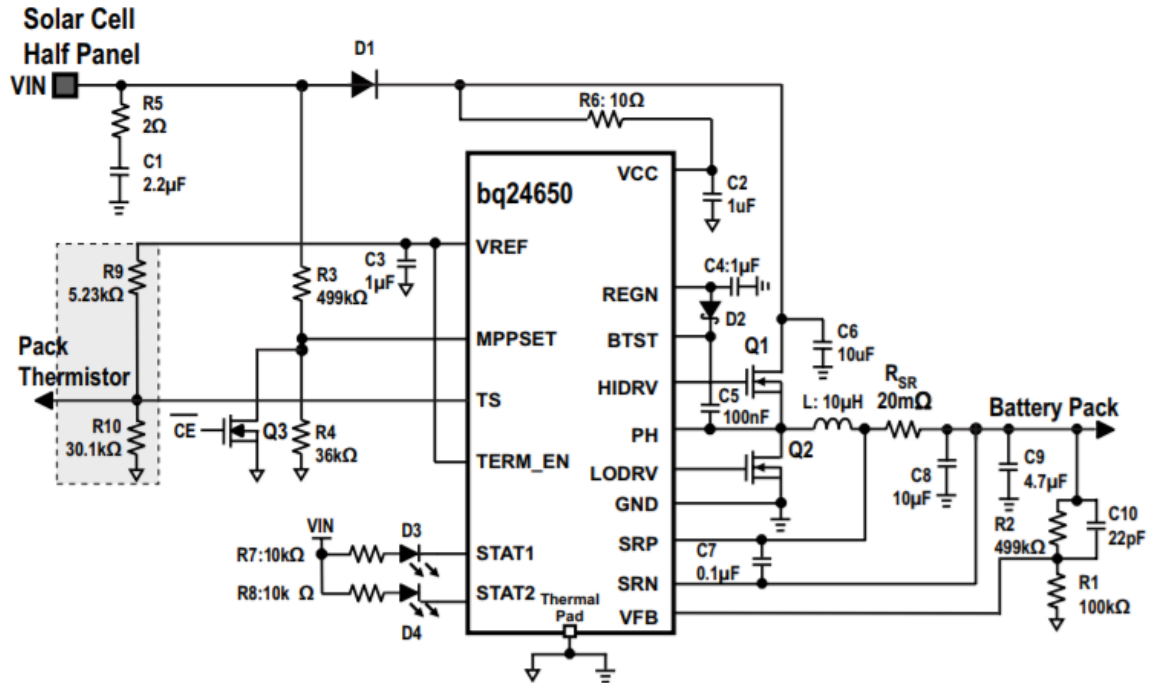 Solar Cell
Half Panel
VIN
D1
R5
2Ω
C1
2.2µF
R6: 10Ω
VCC
C2
1uF
bq24650
VREF
R9
5.23kΩ
C3
1µF
R3
499kΩ
C4:1µF
REGN
D2
MPPSET
BTST
Q1
C6
10uF
Pack
Thermistor
HIDRV
RSR
20mΩ
TS
C5
100nF
L: 10µH
Battery Pack
R10
30.1kΩ
CE
Q3
R4
36kΩ
PH
Q2
TERM_EN
LODRV
C8
10µF
C9
4.7µF
GND
R2
499kΩ
C10
22pF
VIN
D3
R7:10kΩ
STAT1
SRP
C7
0.1µF
R8:10k Ω
STAT2
SRN
R1
100kΩ
D4
Thermal
Pad
VFB